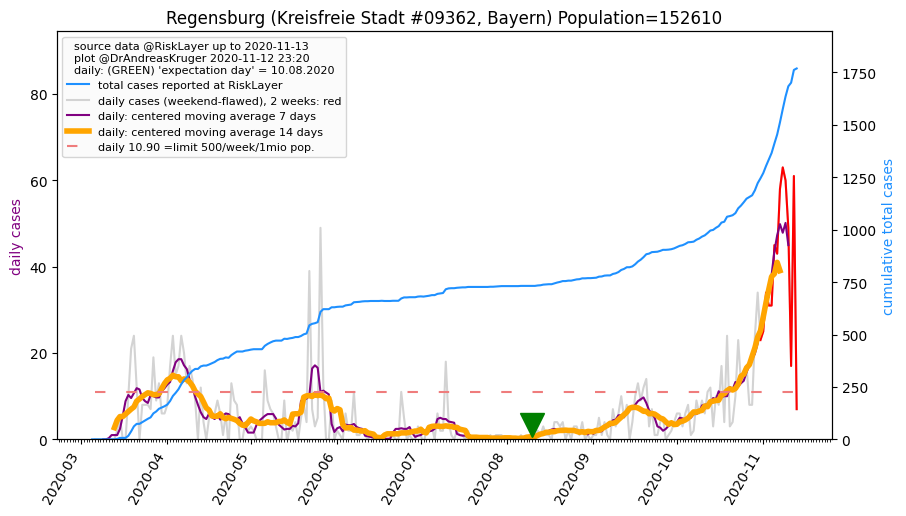 Regensburg (Kreisfreie Stadt #09362, Bayern) Population=152610
source data @RiskLayer up to 2020-11-13
plot @DrAndreasKruger 2020-11-12 23:20
daily: (GREEN) 'expectation day' = 10.08.2020
total cases reported at RiskLayer
daily cases (weekend-flawed), 2 weeks: red
daily: centered moving average 7 days
daily: centered moving average 14 days
daily 10.90 =limit 500/week/1mio pop.
daily cases
80
60
40
20
0
1750
1500
1250
1000
750
500
250
0
cumulative total cases
2020-03
2020-04
2020-05
2020-06
2020-07
2020-08
2020-09
2020-10
2020-11